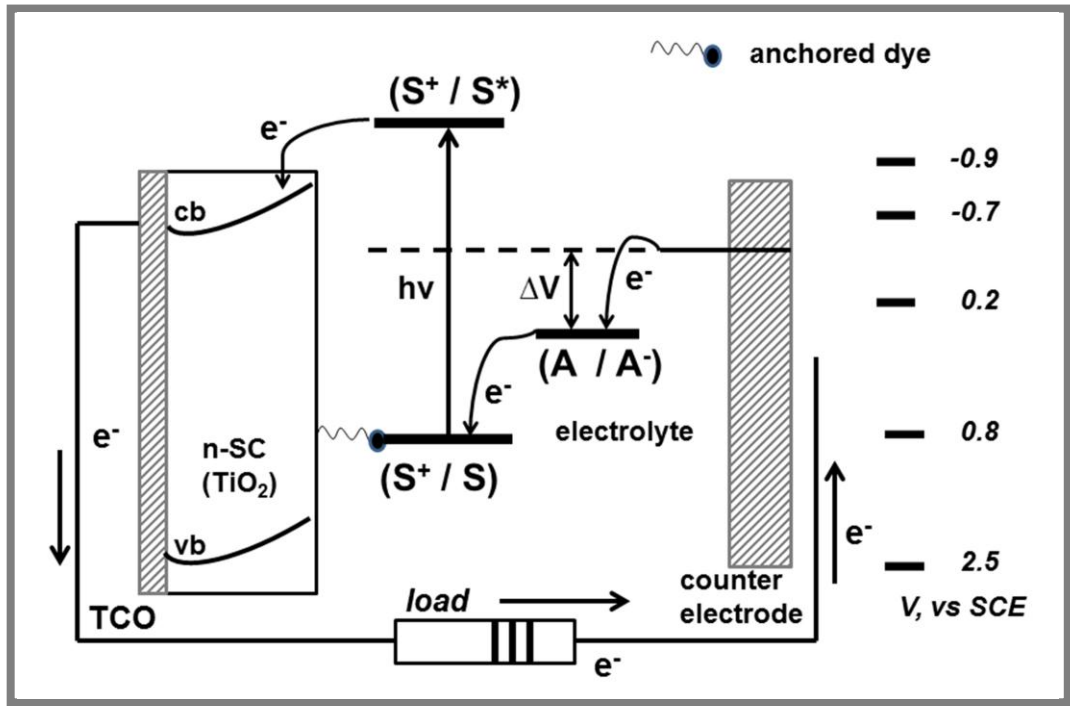 anchored dye
(S⁺ / S*)
e⁻
-0.9
-0.7
cb
hν
ΔV
e⁻
0.2
(A / A⁻)
e⁻
e⁻
electrolyte
0.8
n-SC
(TiO₂)
(S⁺ / S)
vb
e⁻
2.5
counter
electrode
V, vs SCE
TCO
load
e⁻